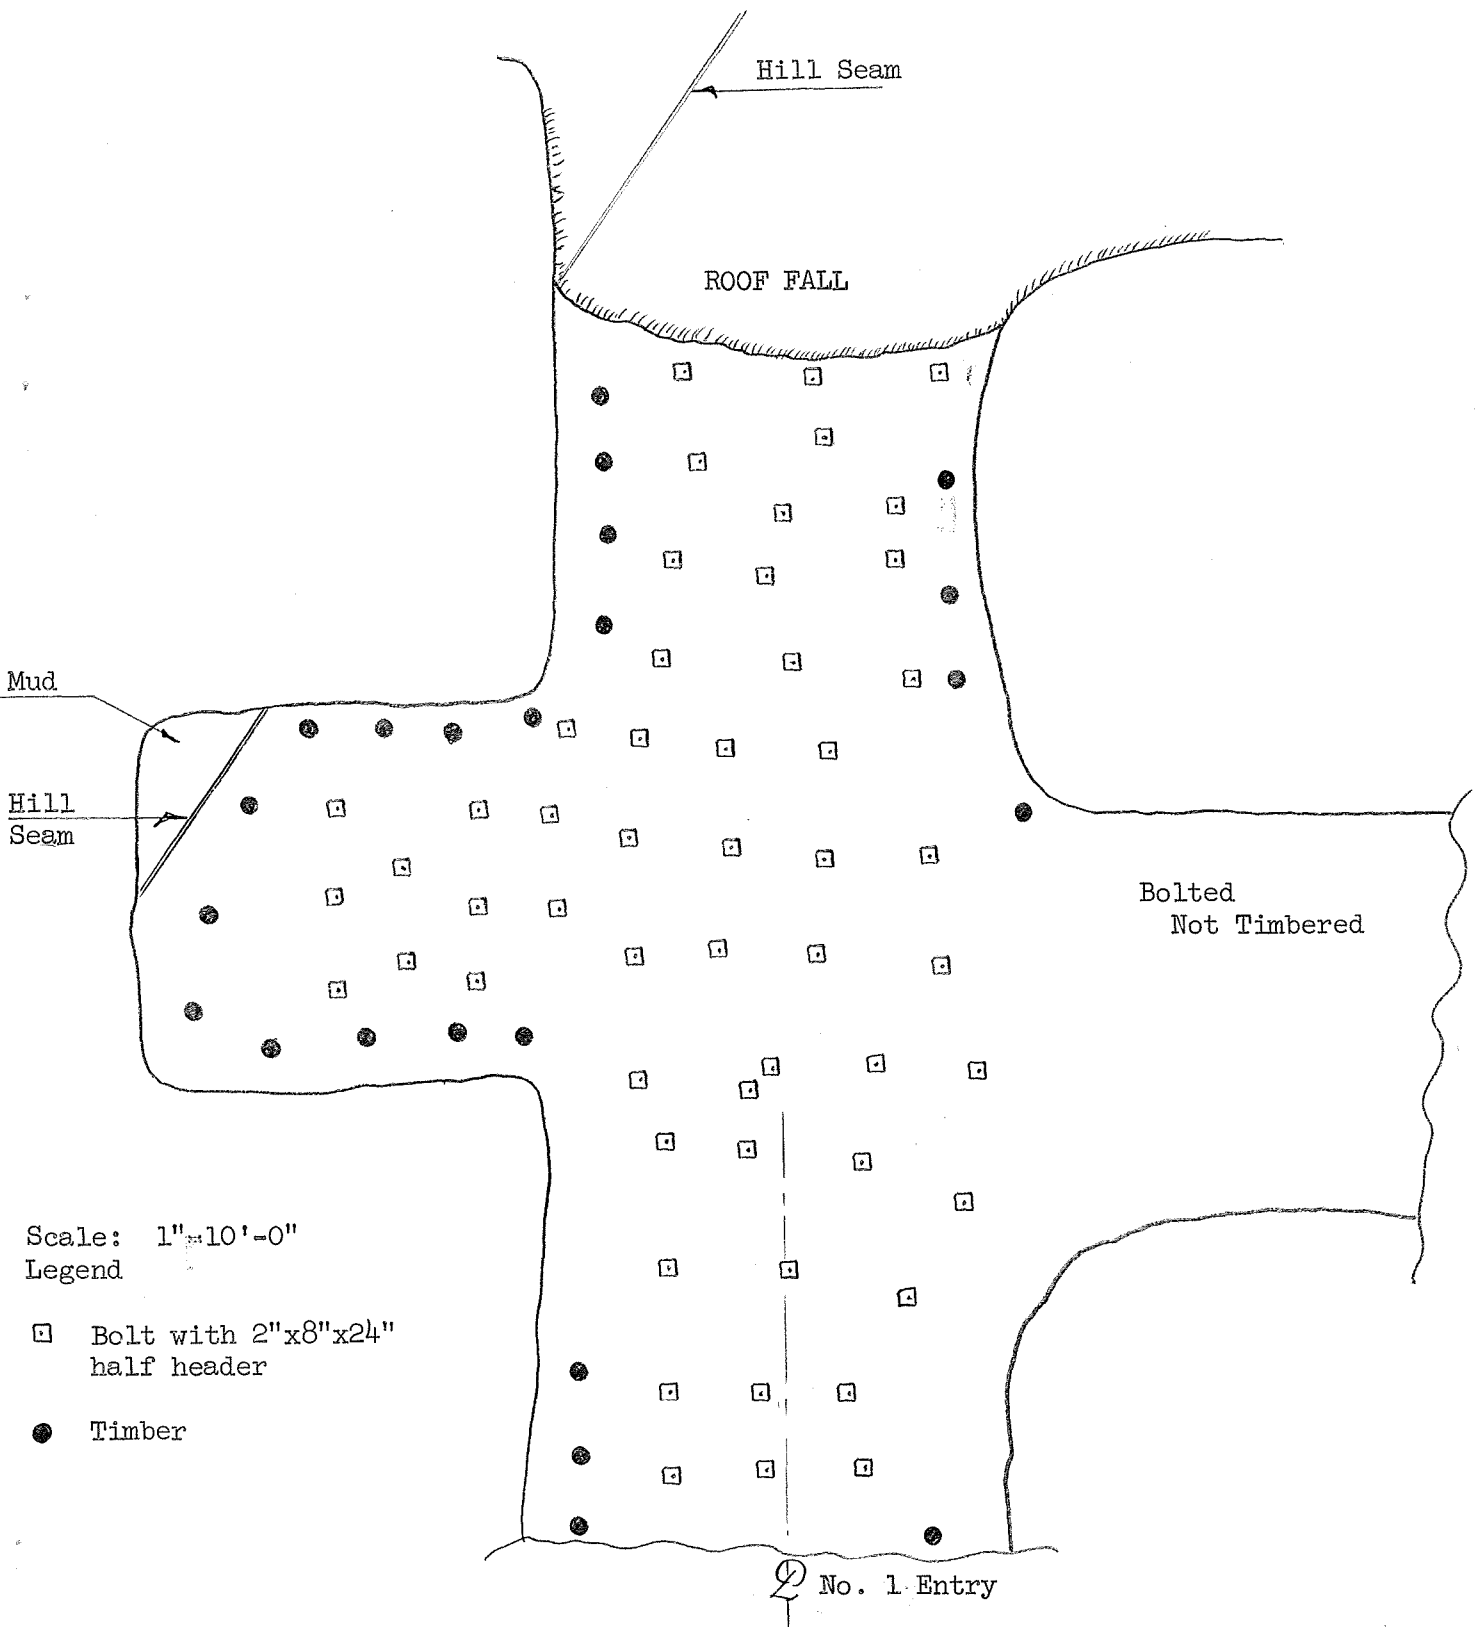 Hill Seam
ROOF FALL
Mud
Hill
Seam
Bolted
Not Timbered
Scale: 1"=10'-0"
Legend
Bolt with 2"x8"x24"
half header
Timber
℄ No. 1 Entry